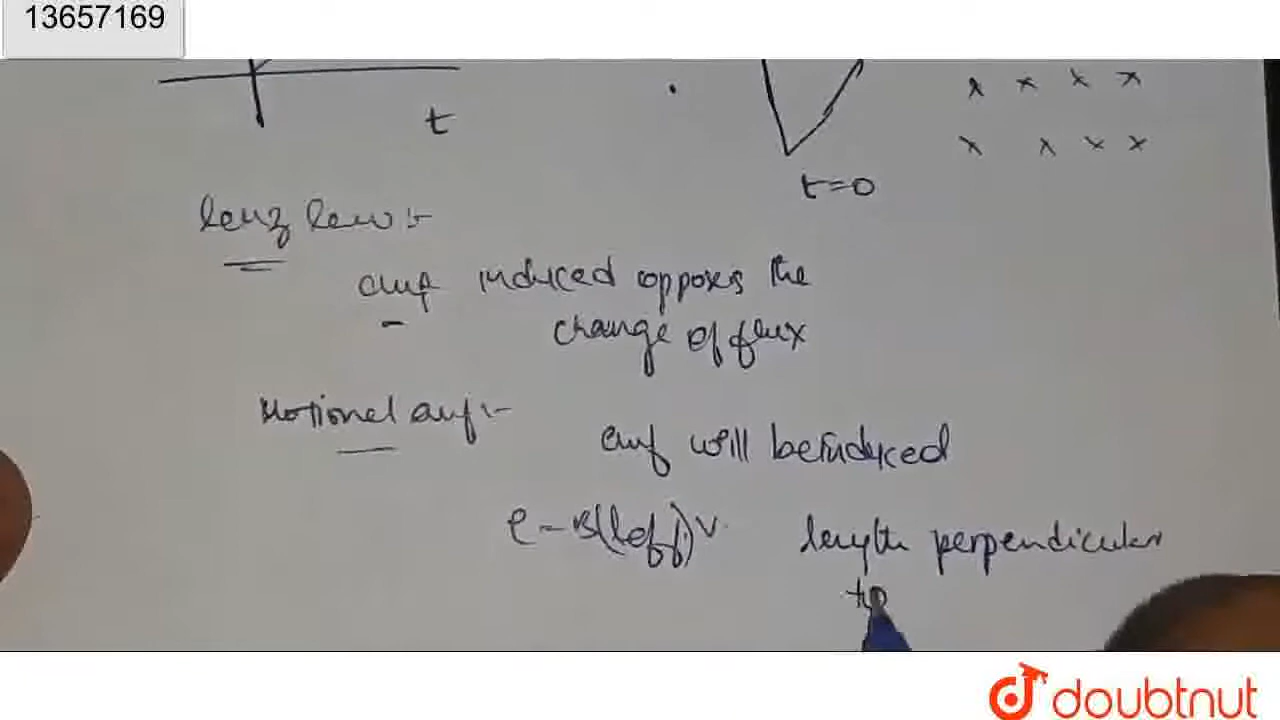 13657169
t
t=0
lenz law :-
emf induced opposes the
change of flux
Motional emf :-
emf will be induced
e = B(leff)v
length perpendicular
to
doubtnut